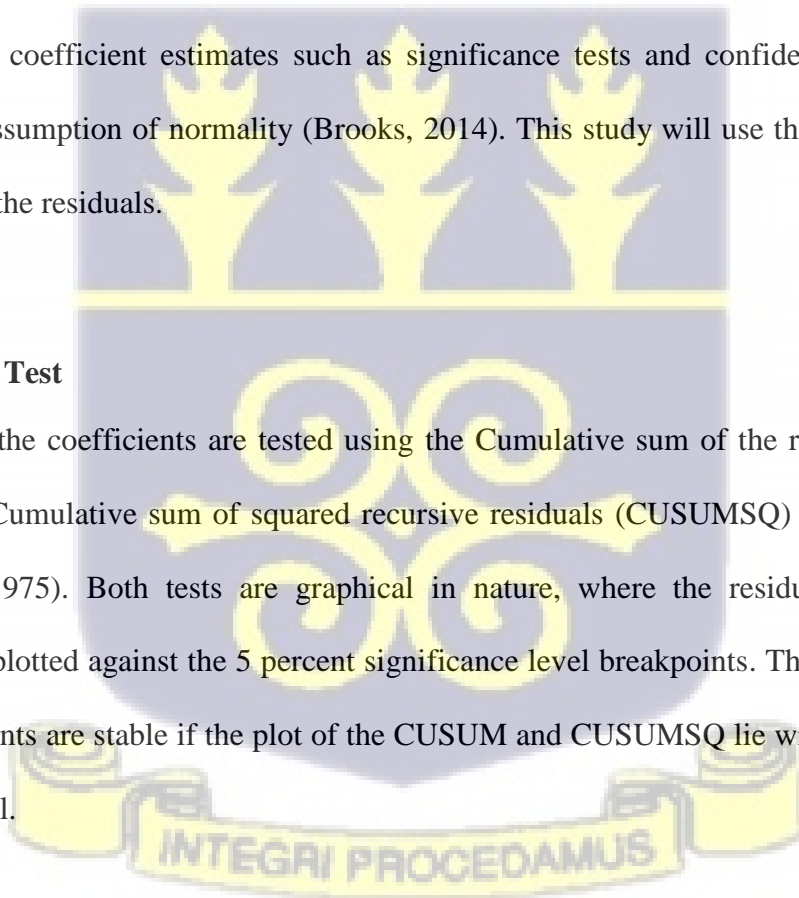 coefficient estimates such as significance tests and confide
ssumption of normality (Brooks, 2014). This study will use th
the residuals.
Test
the coefficients are tested using the Cumulative sum of the r
Cumulative sum of squared recursive residuals (CUSUMSQ)
975). Both tests are graphical in nature, where the residu
plotted against the 5 percent significance level breakpoints. Th
nts are stable if the plot of the CUSUM and CUSUMSQ lie wi
l.
INTEGRI PROCEDAMUS